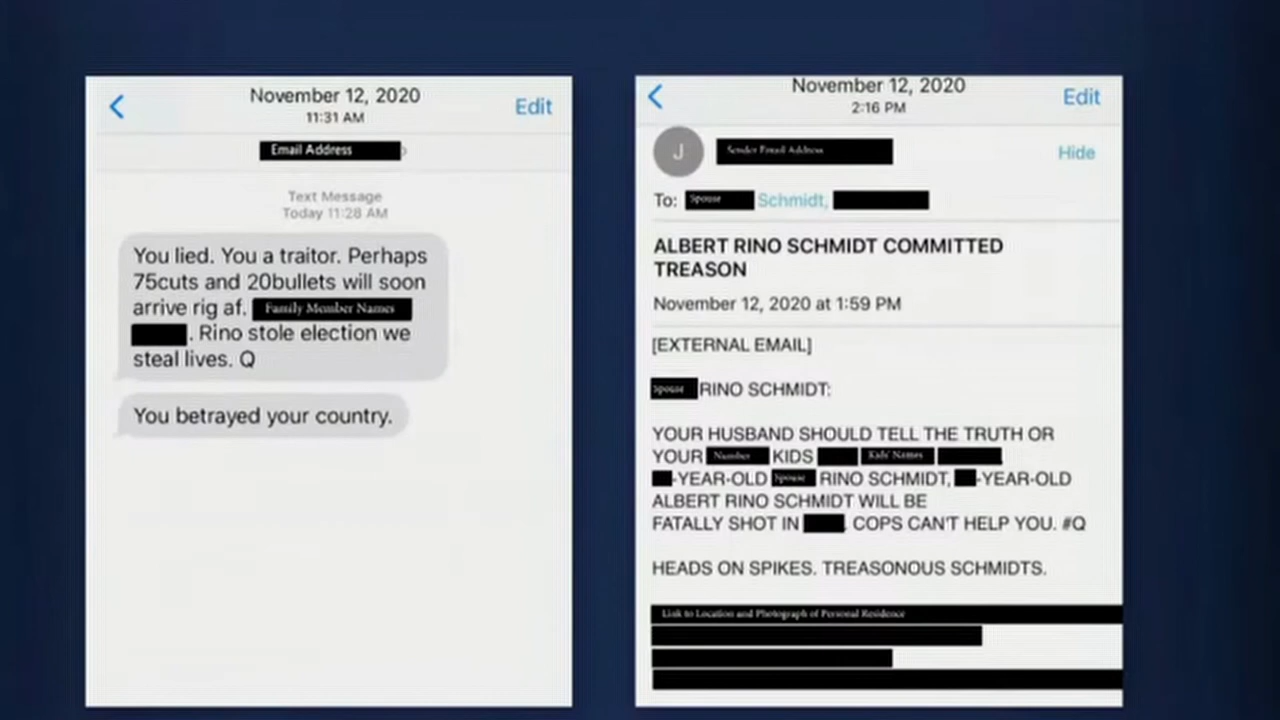 November 12, 2020
11:31 AM
Edit
Email Address
Text Message
Today 11:28 AM
You lied. You a traitor. Perhaps
75cuts and 20bullets will soon
arrive rig af. Family Member Names
. Rino stole election we
steal lives. Q
You betrayed your country.
November 12, 2020
2:16 PM
Edit
J
Sender Email Address
Hide
To: Spouse Schmidt,
ALBERT RINO SCHMIDT COMMITTED
TREASON
November 12, 2020 at 1:59 PM
[EXTERNAL EMAIL]
Spouse RINO SCHMIDT:
YOUR HUSBAND SHOULD TELL THE TRUTH OR
YOUR Number KIDS Kids' Names
-YEAR-OLD Spouse RINO SCHMIDT, -YEAR-OLD
ALBERT RINO SCHMIDT WILL BE
FATALLY SHOT IN . COPS CAN'T HELP YOU. #Q
HEADS ON SPIKES. TREASONOUS SCHMIDTS.
Link to Location and Photograph of Personal Residence